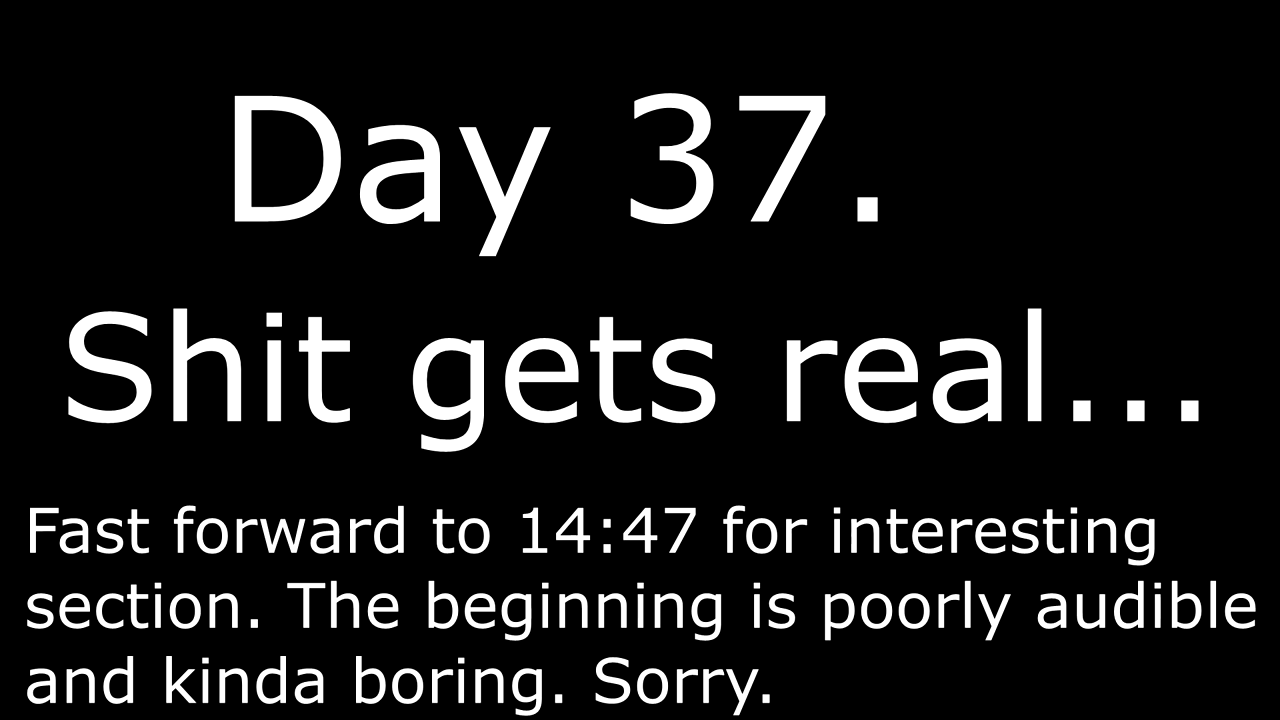 Day 37.
Shit gets real...
Fast forward to 14:47 for interesting
section. The beginning is poorly audible
and kinda boring. Sorry.